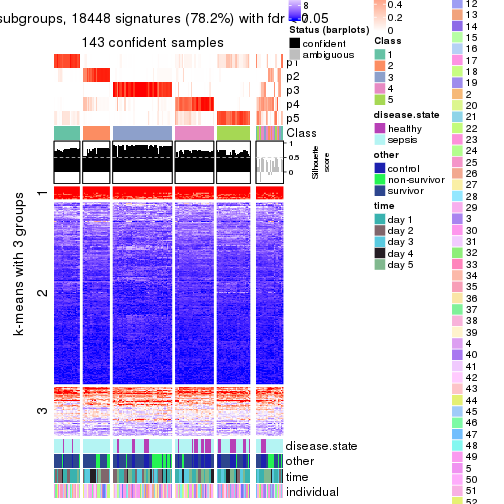 subgroups, 18448 signatures (78.2%) with fdr < 0.05
143 confident samples
p1
p2
p3
p4
p5
Class
1
0.5
0
Silhouette
score
k-means with 3 groups
1
2
3
disease.state
other
time
individual
8
0
Status (barplots)
confident
ambiguous
0.4
0.2
0
Class
1
2
3
4
5
disease.state
healthy
sepsis
other
control
non-survivor
survivor
time
day 1
day 2
day 3
day 4
day 5
12
13
14
15
16
17
18
19
2
20
21
22
23
24
25
26
27
28
29
3
30
31
32
33
34
35
36
37
38
39
4
40
41
42
43
44
45
46
47
48
49
5
50
51
52